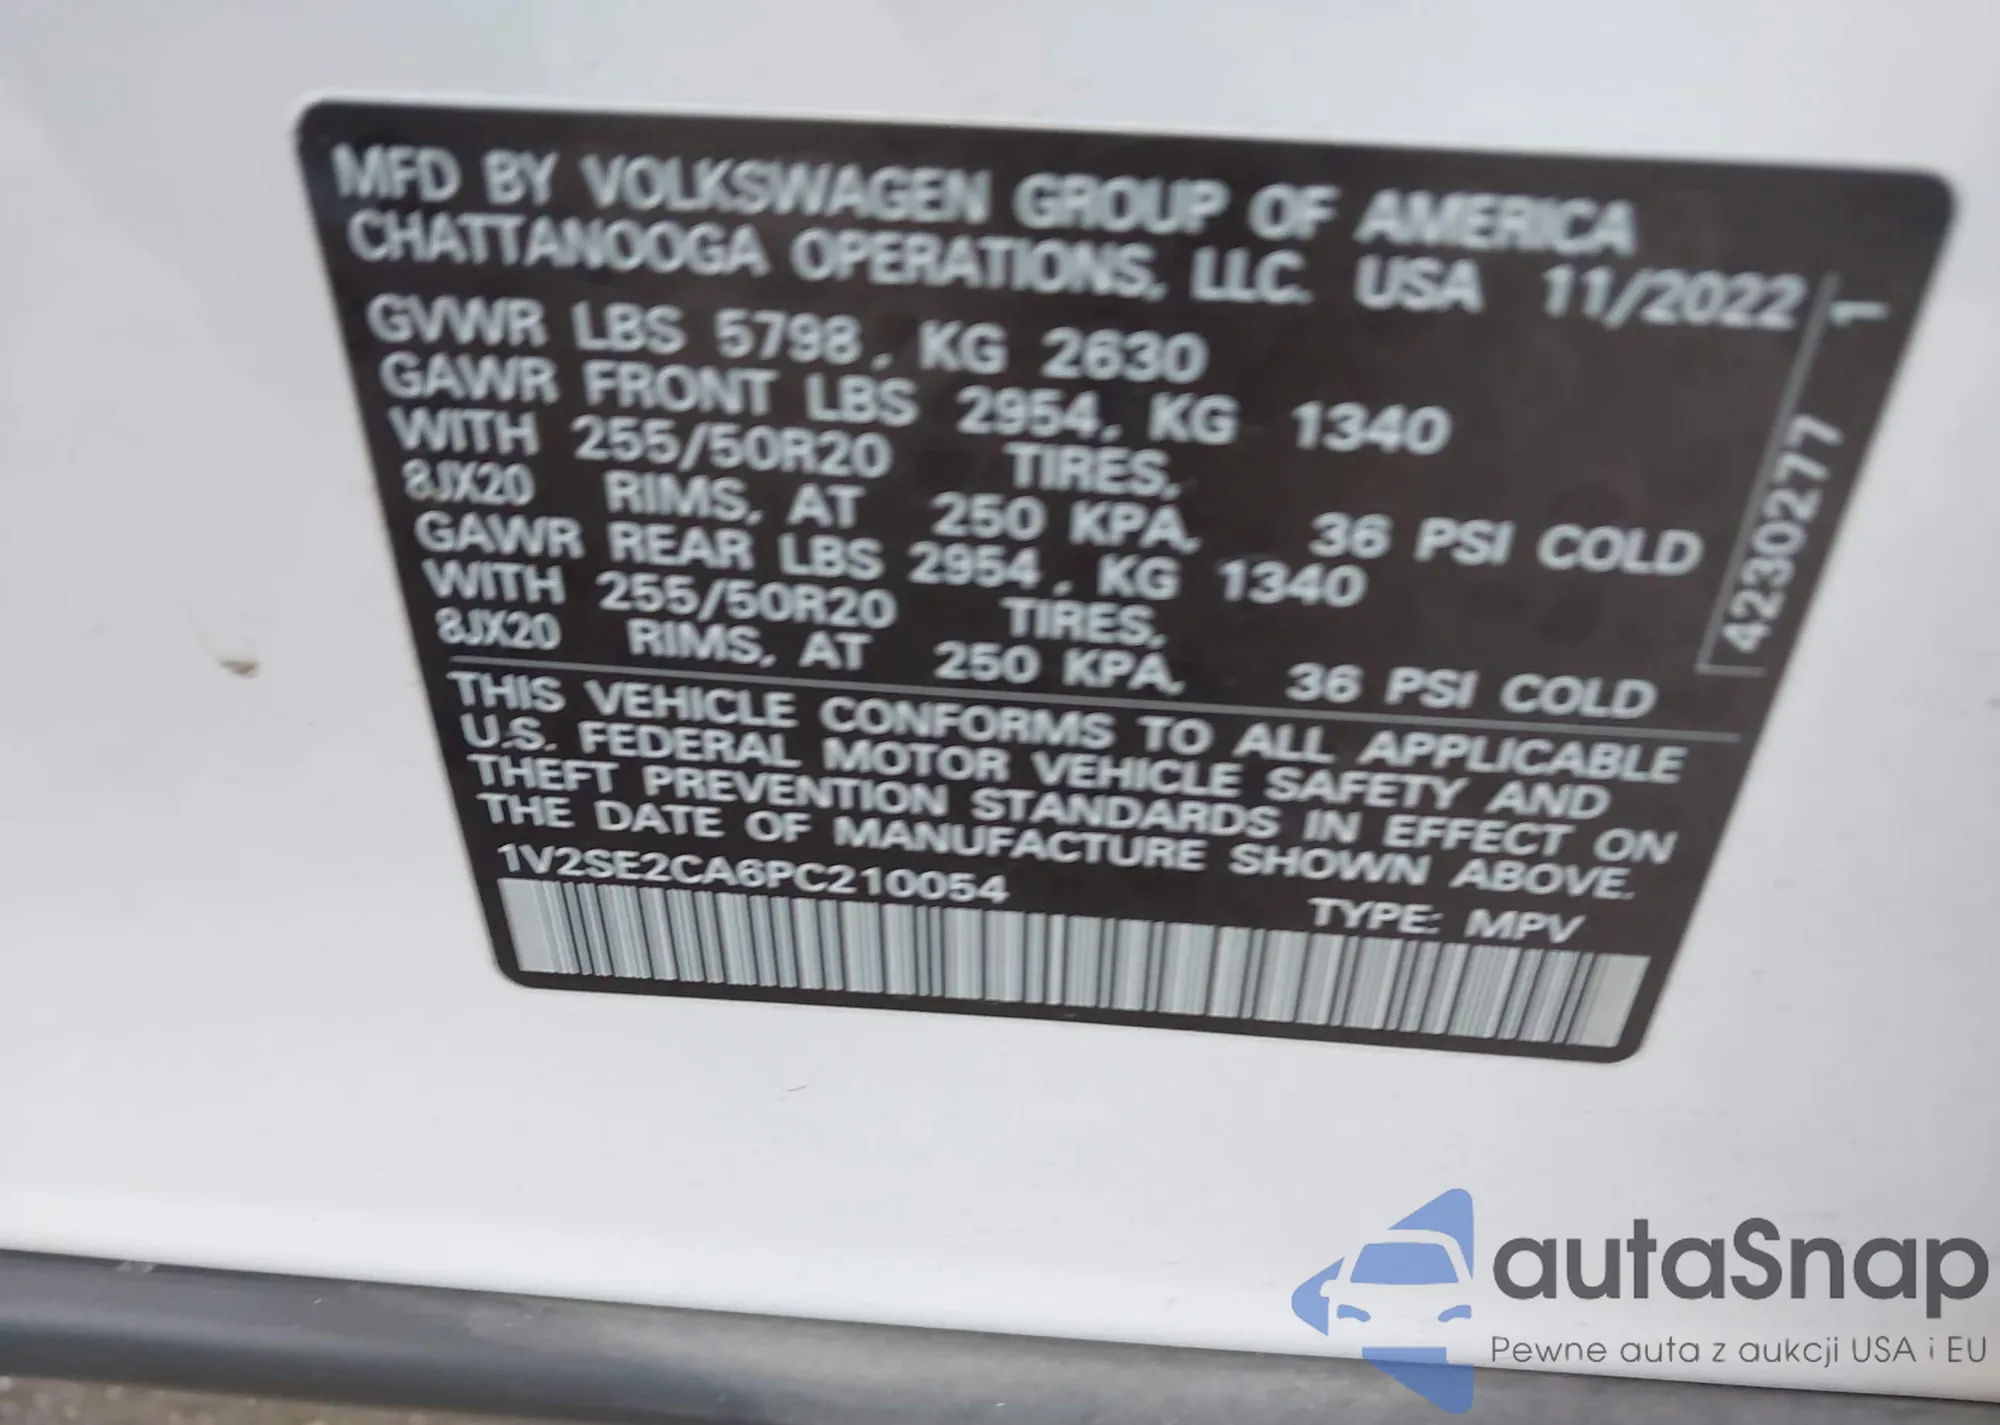 MFD BY VOLKSWAGEN GROUP OF AMERICA
CHATTANOOGA OPERATIONS, LLC. USA 11/2022
GVWR LBS 5798, KG 2630
GAWR FRONT LBS 2954, KG 1340
WITH 255/50R20 TIRES,
8JX20 RIMS, AT 250 KPA, 36 PSI COLD
GAWR REAR LBS 2954, KG 1340
WITH 255/50R20 TIRES,
8JX20 RIMS, AT 250 KPA, 36 PSI COLD
THIS VEHICLE CONFORMS TO ALL APPLICABLE
U.S. FEDERAL MOTOR VEHICLE SAFETY AND
THEFT PREVENTION STANDARDS IN EFFECT ON
THE DATE OF MANUFACTURE SHOWN ABOVE.
1V2SE2CA6PC210054
TYPE: MPV
42302777 1
autaSnap
Pewne auta z aukcji USA i EU